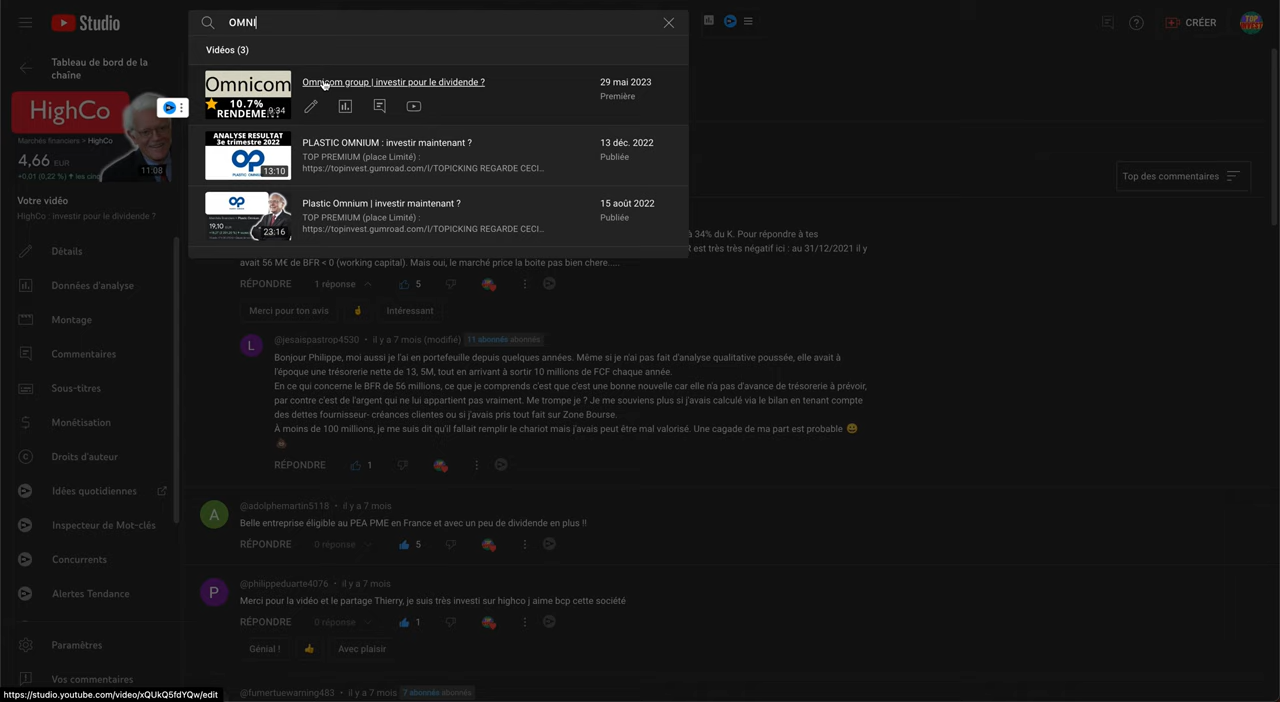 Studio
OMNI
CRÉER
TOP INVEST
Vidéos (3)
Omnicom
10.7%
RENDEME
9:34
Omnicom group | investir pour le dividende ?
29 mai 2023
Première
ANALYSE RESULTAT
3e trimestre 2022
PLASTIC OMNIUM
13:10
PLASTIC OMNIUM : investir maintenant ?
TOP PREMIUM (place Limité) :
https://topinvest.gumroad.com/l/TOPICKING REGARDE CECI...
13 déc. 2022
Publiée
19,10
23:16
Plastic Omnium | investir maintenant ?
TOP PREMIUM (place Limité) :
https://topinvest.gumroad.com/l/TOPICKING REGARDE CECI...
15 août 2022
Publiée
Tableau de bord de la
chaîne
HighCo
Marchés financiers > HighCo
4,66 EUR
+0,01 (0,22 %)
11:08
Votre vidéo
HighCo : investir pour le dividende ?
Détails
Données d'analyse
Montage
Commentaires
Sous-titres
Monétisation
Droits d'auteur
Idées quotidiennes
Inspecteur de Mot-clés
Concurrents
Alertes Tendance
Paramètres
Vos commentaires
https://studio.youtube.com/video/xQUkQ5fdYQw/edit
Top des commentaires
à 34% du K. Pour répondre à tes
R est très très négatif ici : au 31/12/2021 il y
avait 56 M€ de BFR < 0 (working capital). Mais oui, le marché price la boite pas bien chere.....
RÉPONDRE 1 réponse 5
Merci pour ton avis Intéressant
L
@jesaispastrop4530 • il y a 7 mois (modifié) 11 abonnés abonnés
Bonjour Philippe, moi aussi je l'ai en portefeuille depuis quelques années. Même si je n'ai pas fait d'analyse qualitative poussée, elle avait à
l'époque une trésorerie nette de 13, 5M, tout en arrivant à sortir 10 millions de FCF chaque année.
En ce qui concerne le BFR de 56 millions, ce que je comprends c'est que c'est une bonne nouvelle car elle n'a pas d'avance de trésorerie à prévoir,
par contre c'est de l'argent qui ne lui appartient pas vraiment. Me trompe je ? Je me souviens plus si j'avais calculé via le bilan en tenant compte
des dettes fournisseur- créances clientes ou si j'avais pris tout fait sur Zone Bourse.
À moins de 100 millions, je me suis dit qu'il fallait remplir le chariot mais j'avais peut être mal valorisé. Une cagade de ma part est probable 😄
RÉPONDRE 1
A
@adolphemartin5118 • il y a 7 mois
Belle entreprise éligible au PEA PME en France et avec un peu de dividende en plus !!
RÉPONDRE 0 réponse 5
P
@philippeduarte4076 • il y a 7 mois
Merci pour la vidéo et le partage Thierry, je suis très investi sur highco j aime bcp cette société
RÉPONDRE 0 réponse 1
Génial ! 👍 Avec plaisir
@fumertuewarning483 • il y a 7 mois 7 abonnés abonnés